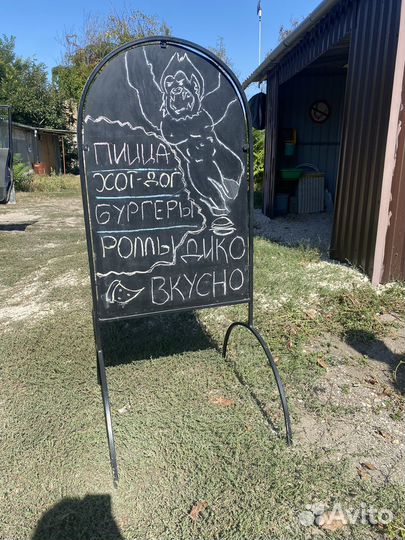 ПИЦЦА
ХОТ-ДОГ
БУРГЕРЫ
РОЛЛЫ ДИКО
ВКУСНО
Avito